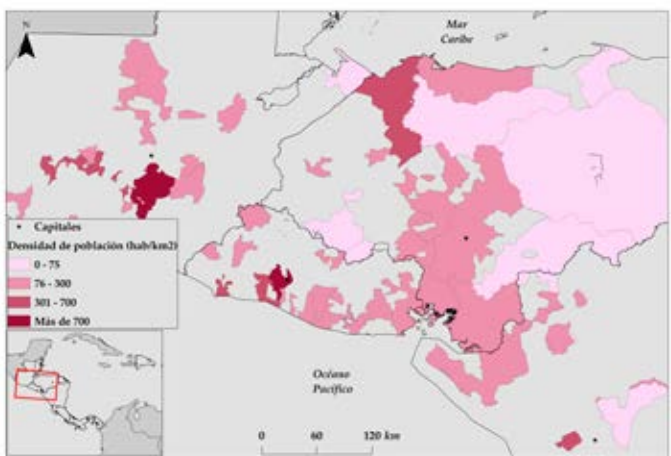 N
Mar
Caribe
Capitales
Densidad de población (hab/km2)
0 - 75
76 - 300
301 - 700
Más de 700
Océano
Pacífico
0 60 120 km